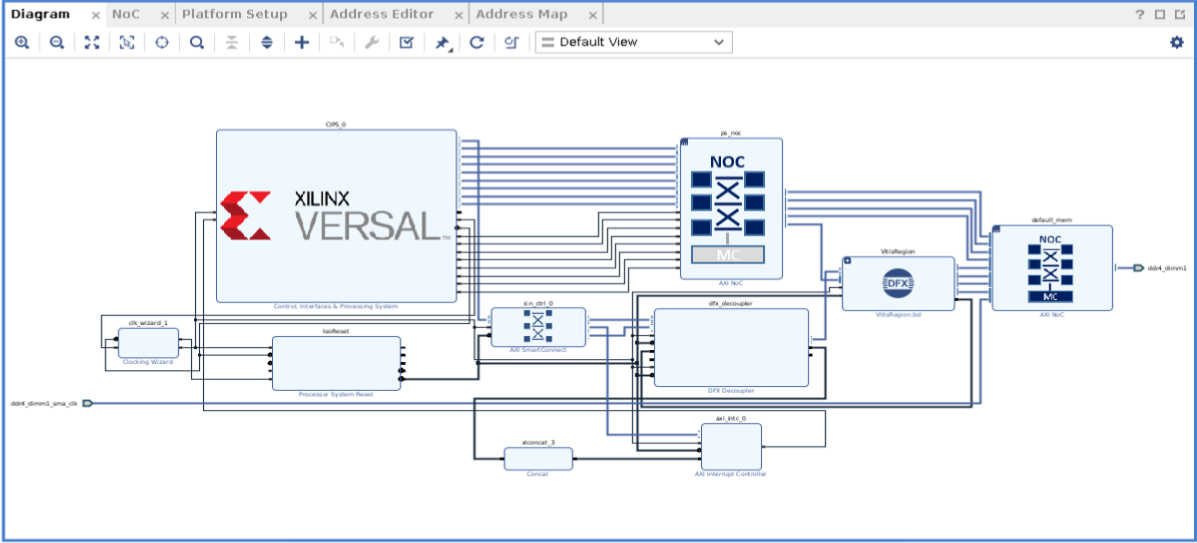 Diagram × NoC × Platform Setup × Address Editor × Address Map ×
Default View
CIPS_0
XILINX
VERSAL™
Control, Interfaces & Processing System
ps_noc
NOC
MC
AXI NoC
default_mem
NOC
MC
AXI NoC
ddr4_dimm1
VitisRegion
DFX
VitisRegion.bd
icn_ctrl_0
AXI SmartConnect
dfx_decoupler
DFX Decoupler
clk_wizard_1
Clocking Wizard
IsoReset
Processor System Reset
ddr4_dimm1_sma_clk
axi_intc_0
AXI Interrupt Controller
xlconcat_3
Concat